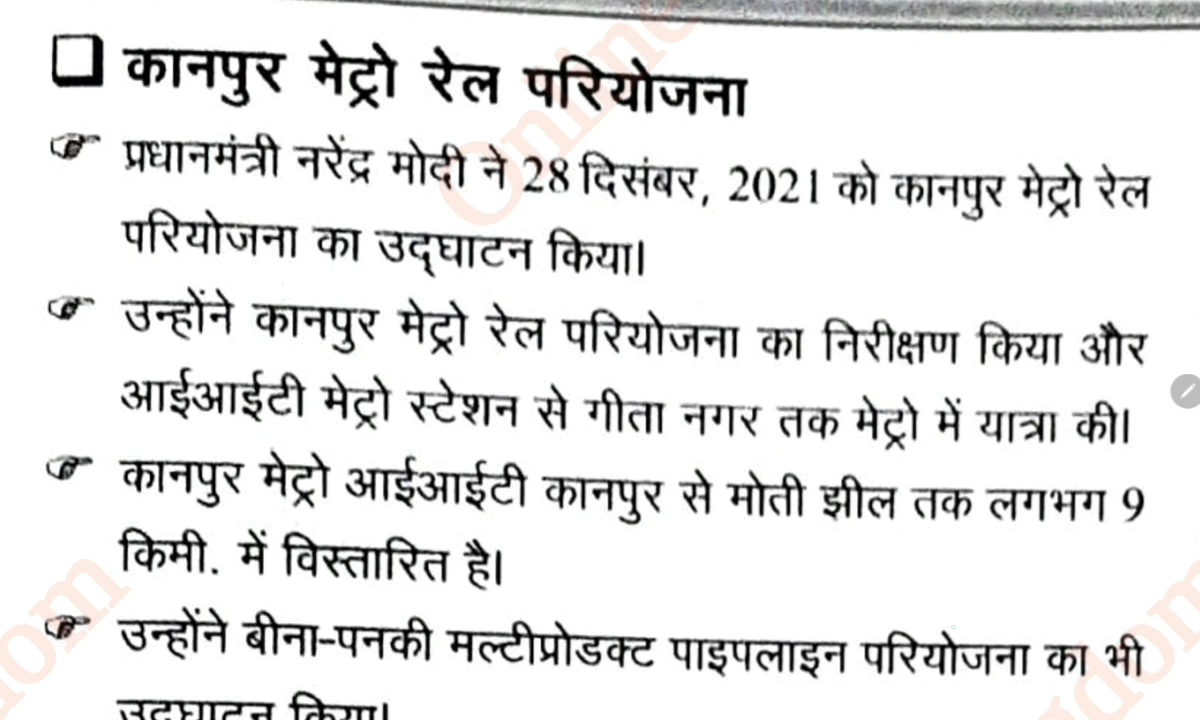 कानपुर मेट्रो रेल परियोजना
प्रधानमंत्री नरेंद्र मोदी ने 28 दिसंबर, 2021 को कानपुर मेट्रो रेल
परियोजना का उद्‌घाटन किया।
उन्होंने कानपुर मेट्रो रेल परियोजना का निरीक्षण किया और
आईआईटी मेट्रो स्टेशन से गीता नगर तक मेट्रो में यात्रा की।
कानपुर मेट्रो आईआईटी कानपुर से मोती झील तक लगभग 9
किमी. में विस्तारित है।
उन्होंने बीना-पनकी मल्टीप्रोडक्ट पाइपलाइन परियोजना का भी
उद्‌घाटन किया।